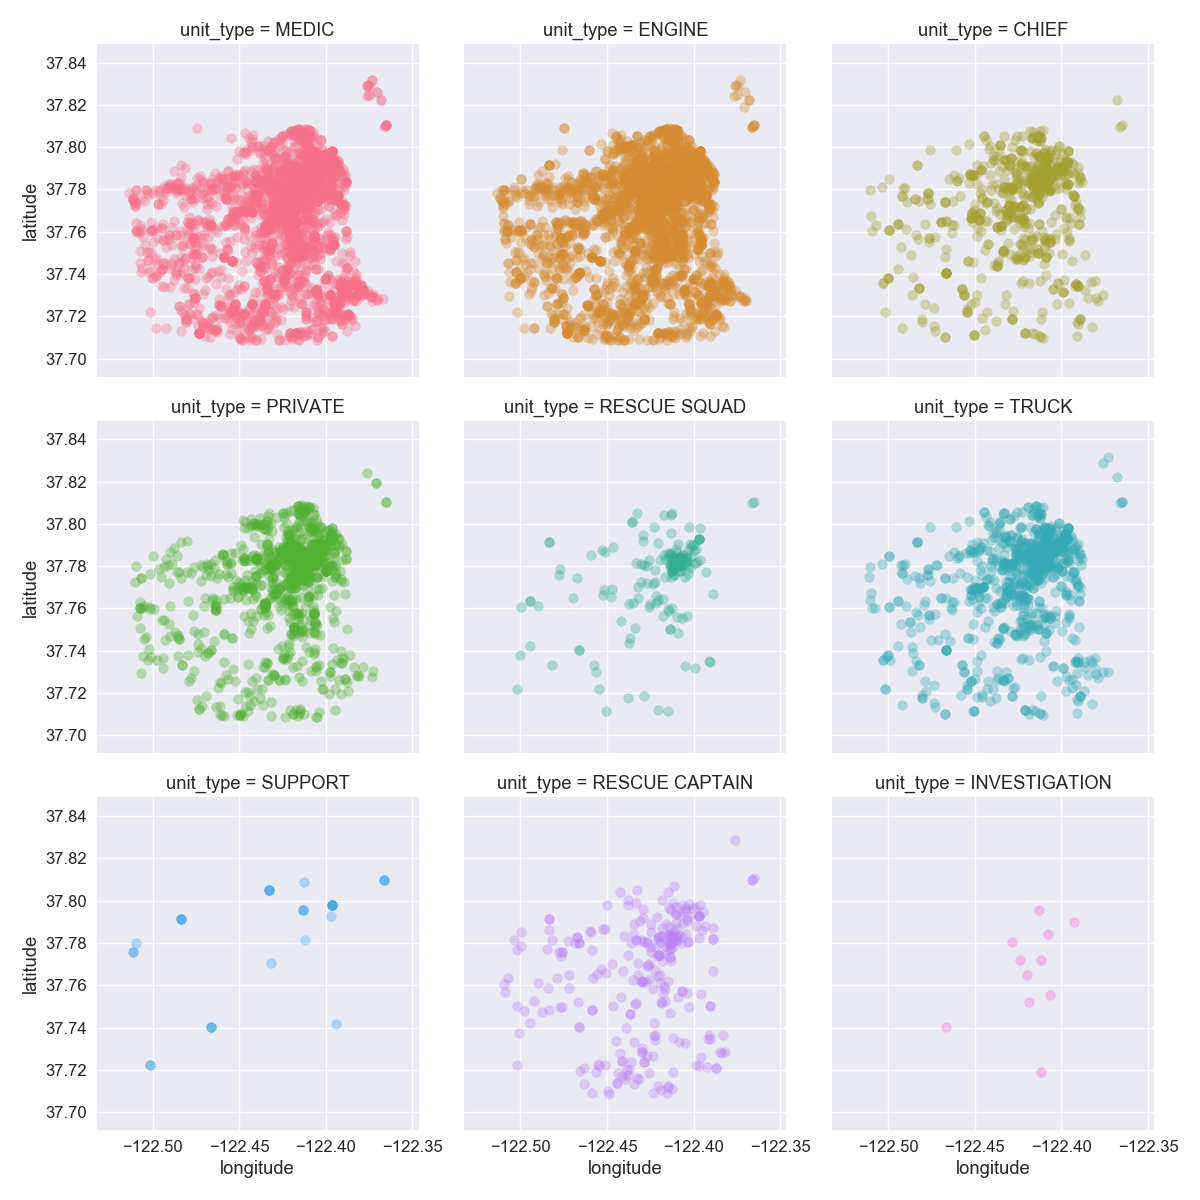 unit_type = MEDIC
unit_type = ENGINE
unit_type = CHIEF
37.84
37.82
37.80
37.78
37.76
37.74
37.72
37.70
latitude
unit_type = PRIVATE
unit_type = RESCUE SQUAD
unit_type = TRUCK
37.84
37.82
37.80
37.78
37.76
37.74
37.72
37.70
latitude
unit_type = SUPPORT
unit_type = RESCUE CAPTAIN
unit_type = INVESTIGATION
37.84
37.82
37.80
37.78
37.76
37.74
37.72
37.70
latitude
−122.50 −122.45 −122.40 −122.35
longitude
−122.50 −122.45 −122.40 −122.35
longitude
−122.50 −122.45 −122.40 −122.35
longitude